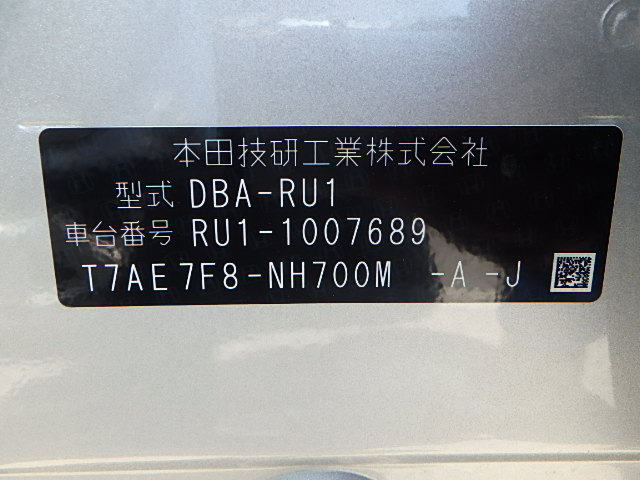 本田技研工業株式会社
型式 DBA-RU1
車台番号 RU1-1007689
T7AE7F8-NH700M -A -J